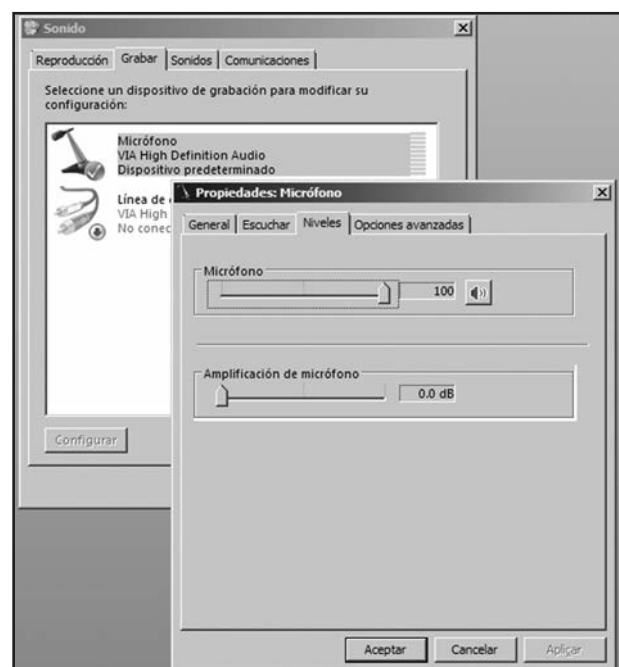 Sonido
Reproducción Grabar Sonidos Comunicaciones
Seleccione un dispositivo de grabación para modificar su
configuración:
Micrófono
VIA High Definition Audio
Dispositivo predeterminado
Línea de
VIA High
No conec
Configurar
Propiedades: Micrófono
General Escuchar Niveles Opciones avanzadas
Micrófono
100
Amplificación de micrófono
0.0 dB
Aceptar Cancelar Aplicar